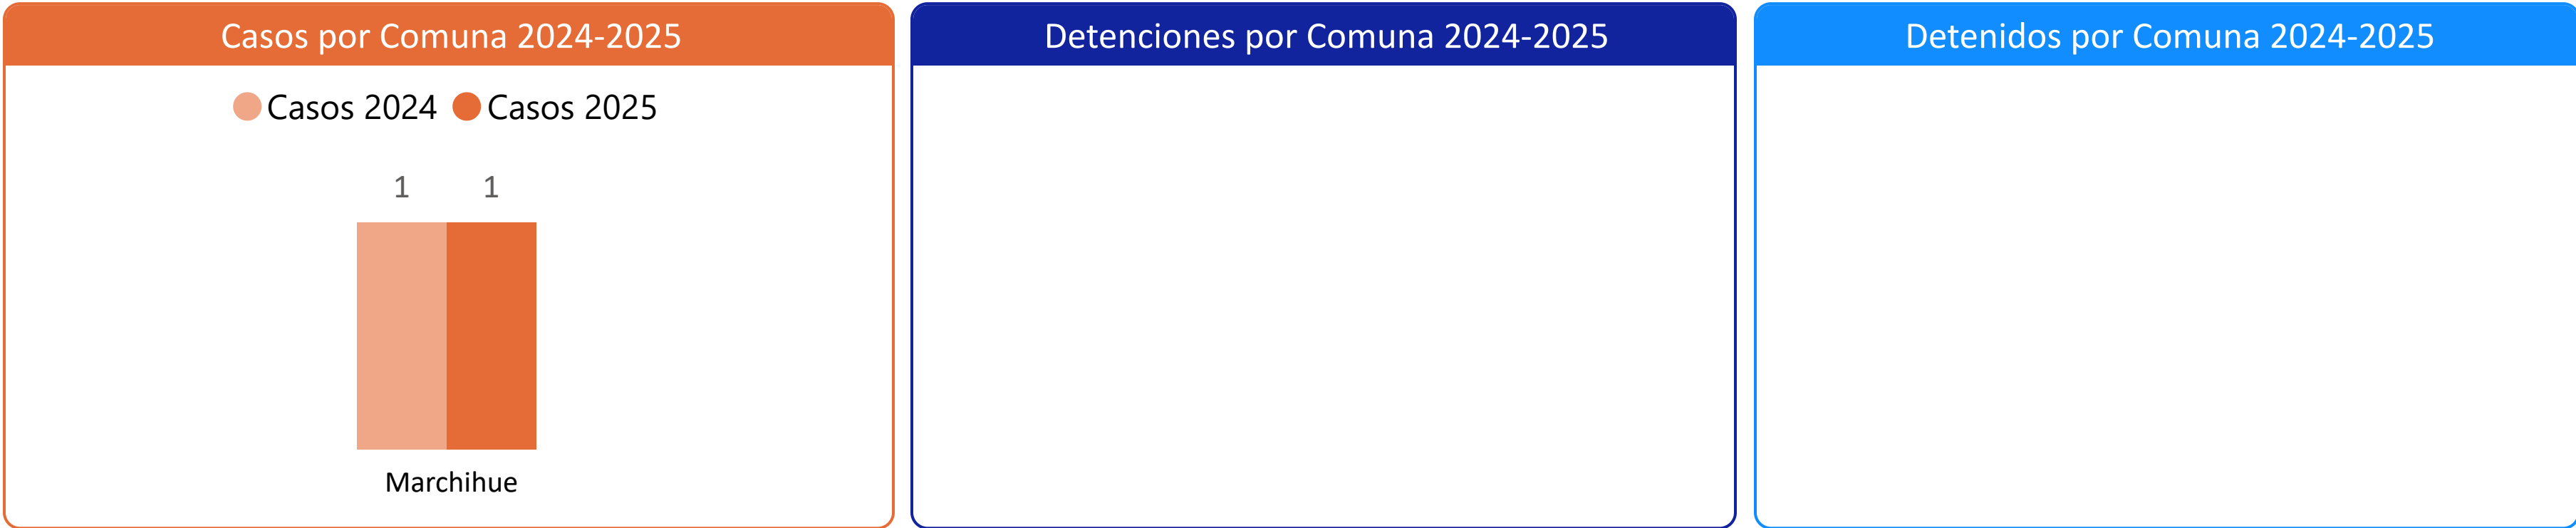 Casos por Comuna 2024-2025
Casos 2024 Casos 2025
1 1
Marchihue
Detenciones por Comuna 2024-2025
Detenidos por Comuna 2024-2025